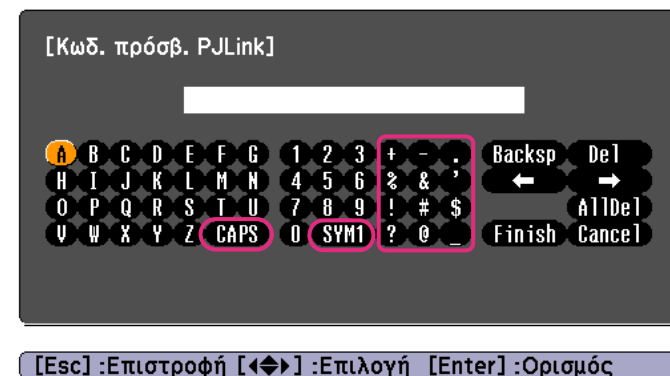 [Κωδ. πρόσβ. PJLink]
A B C D E F G 1 2 3 + - . Backsp Del
H I J K L M N 4 5 6 % & ’ ← →
O P Q R S T U 7 8 9 ! # $ AllDel
V W X Y Z CAPS 0 SYM1 ? @ _ Finish Cancel
[Esc] :Επιστροφή [◀◆▶] :Επιλογή [Enter] :Ορισμός